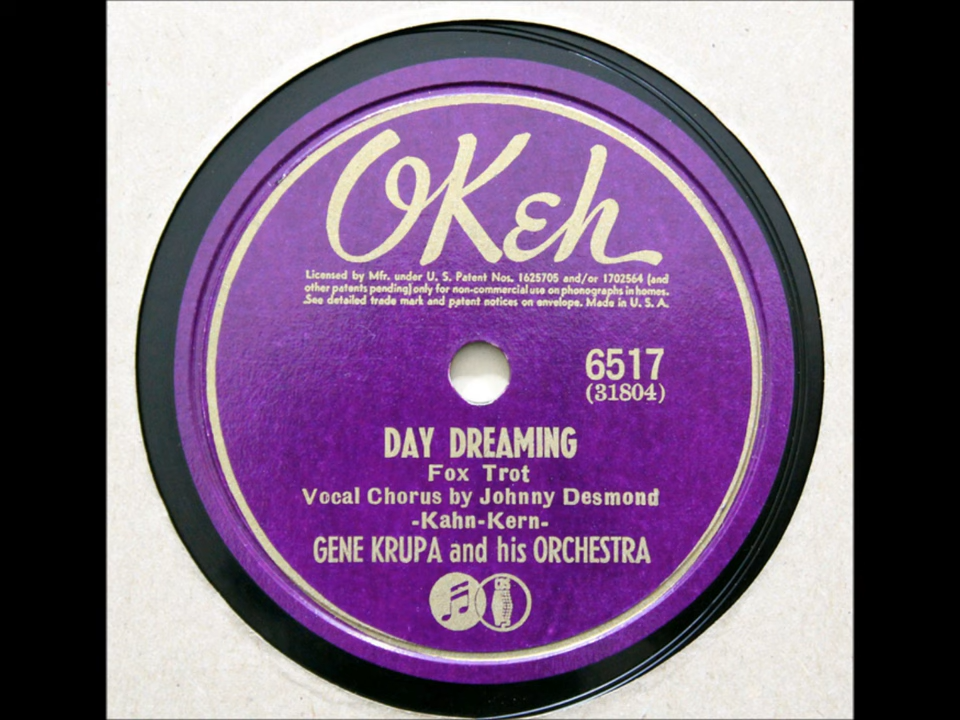 OKeh
Licensed by Mfr. under U. S. Patent Nos. 1625705 and/or 1702564 (and
other patents pending) only for non-commercial use on phonographs in homes.
See detailed trade mark and patent notices on envelope. Made in U. S. A.
6517
(31804)
DAY DREAMING
Fox Trot
Vocal Chorus by Johnny Desmond
-Kahn-Kern-
GENE KRUPA and his ORCHESTRA